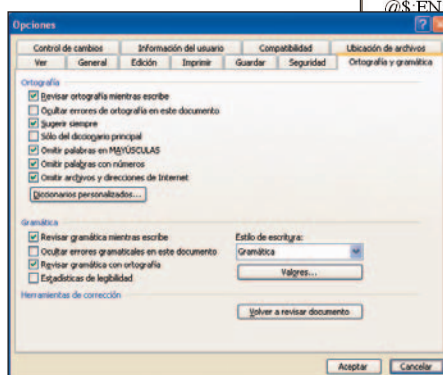 @$:EN
Opciones
Control de cambios Información del usuario Compatibilidad Ubicación de archivos
Ver General Edición Imprimir Guardar Seguridad Ortografía y gramática
Ortografía
Revisar ortografía mientras escribe
Ocultar errores de ortografía en este documento
Sugerir siempre
Sólo del diccionario principal
Omitir palabras en MAYÚSCULAS
Omitir palabras con números
Omitir archivos y direcciones de Internet
Diccionarios personalizados...
Gramática
Revisar gramática mientras escribe Estilo de escritura:
Ocultar errores gramaticales en este documento Gramática
Revisar gramática con ortografía Valores...
Estadísticas de legibilidad
Herramientas de corrección
Volver a revisar documento
Aceptar Cancelar